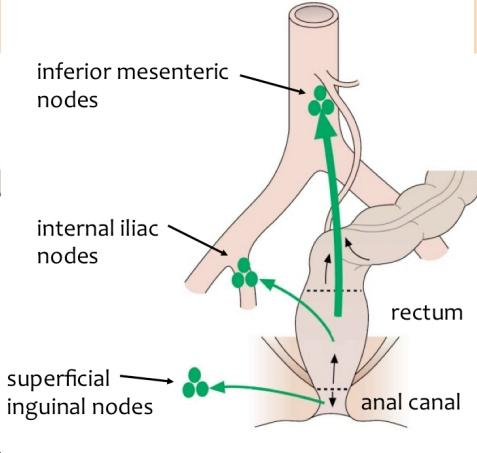 inferior mesenteric
nodes
internal iliac
nodes
rectum
superficial
inguinal nodes
anal canal